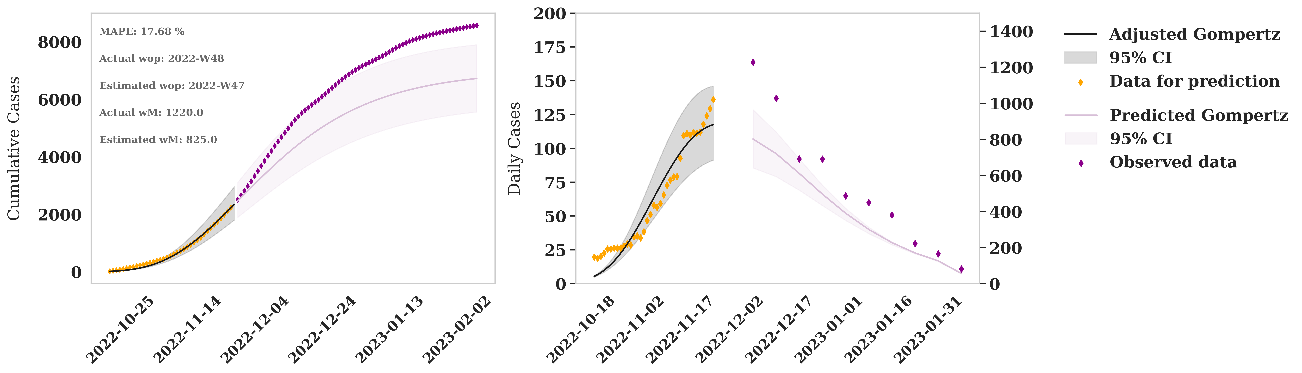 Cumulative Cases
8000
6000
4000
2000
0
MAPE: 17.68 %
Actual wop: 2022-W48
Estimated wop: 2022-W47
Actual wM: 1220.0
Estimated wM: 825.0
2022-10-25
2022-11-14
2022-12-04
2022-12-24
2023-01-13
2023-02-02
Daily Cases
200
175
150
125
100
75
50
25
0
2022-10-18
2022-11-02
2022-11-17
2022-12-02
2022-12-17
2023-01-01
2023-01-16
2023-01-31
1400
1200
1000
800
600
400
200
0
Adjusted Gompertz
95% CI
Data for prediction
Predicted Gompertz
95% CI
Observed data